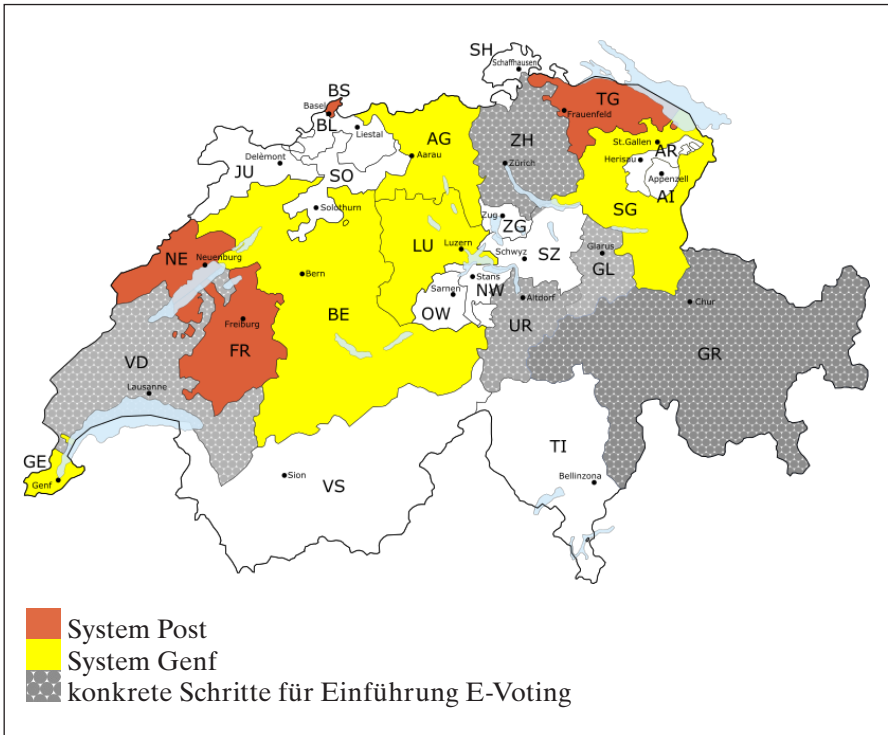 SH
Schaffhausen
BS
Basel
BL
Liestal
TG
Frauenfeld
AG
Aarau
ZH
Zürich
St.Gallen
AR
Herisau
Appenzell
AI
JU
Delèmont
SO
Solothurn
SG
Zug
ZG
LU
Luzern
Schwyz
SZ
Glarus
GL
NE
Neuenburg
Bern
Stans
Sarnen
NW
OW
Altdorf
UR
Chur
GR
BE
Freiburg
FR
VD
Lausanne
GE
Genf
Sion
VS
TI
Bellinzona
System Post
System Genf
konkrete Schritte für Einführung E-Voting